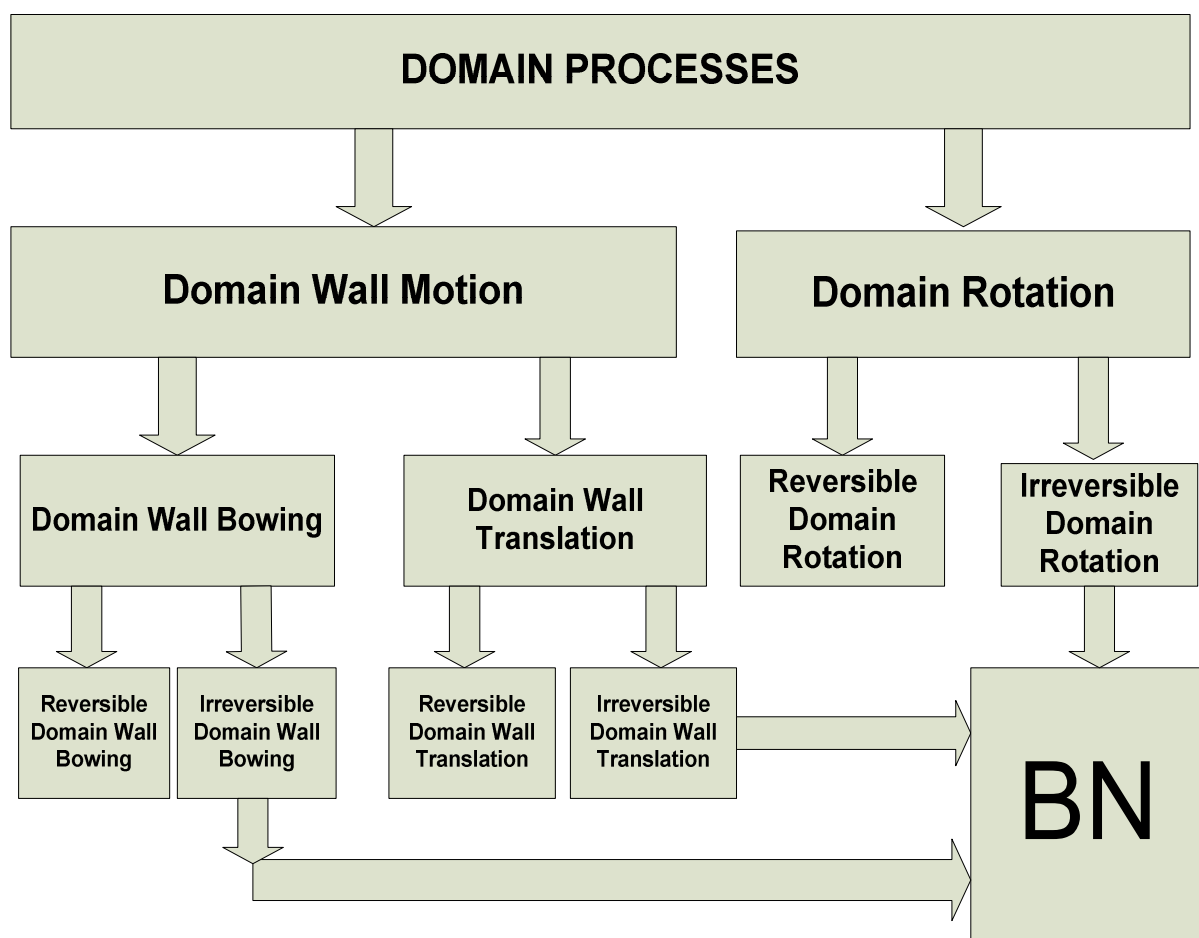 DOMAIN PROCESSES
Domain Wall Motion
Domain Rotation
Domain Wall Bowing
Domain Wall
Translation
Reversible
Domain
Rotation
Irreversible
Domain
Rotation
Reversible
Domain Wall
Bowing
Irreversible
Domain Wall
Bowing
Reversible
Domain Wall
Translation
Irreversible
Domain Wall
Translation
BN